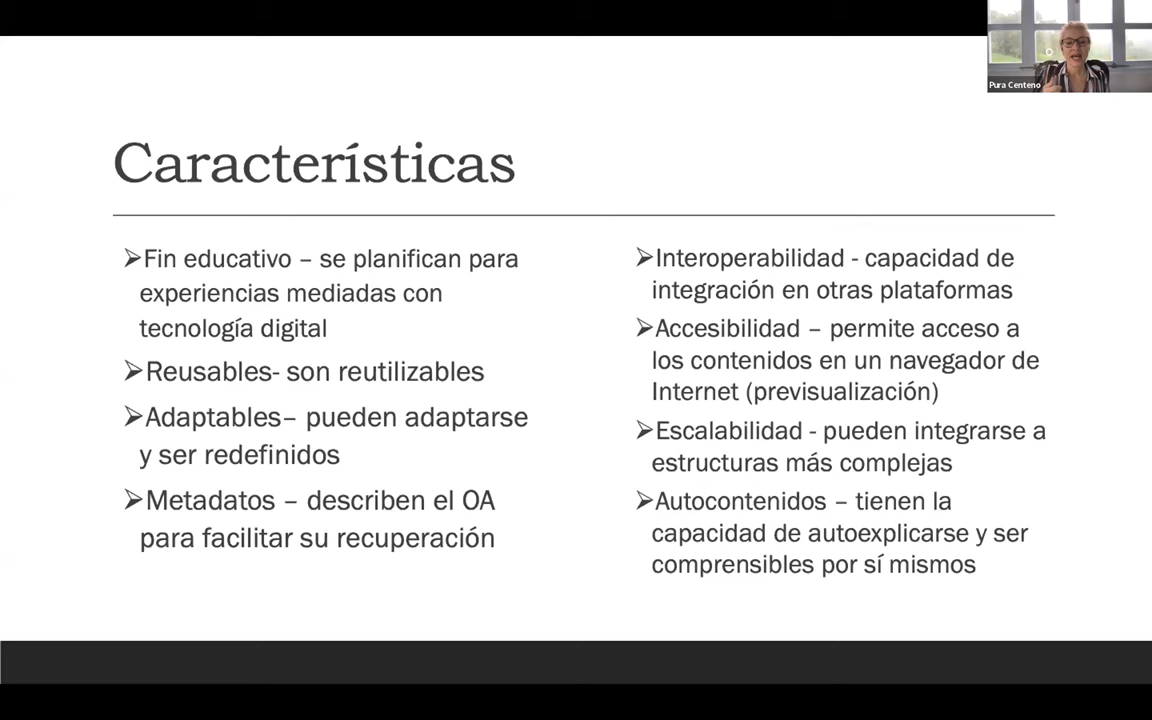 Pura Centeno
Características
➢Fin educativo – se planifican para
experiencias mediadas con
tecnología digital
➢Reusables- son reutilizables
➢Adaptables– pueden adaptarse
y ser redefinidos
➢Metadatos – describen el OA
para facilitar su recuperación
➢Interoperabilidad - capacidad de
integración en otras plataformas
➢Accesibilidad – permite acceso a
los contenidos en un navegador de
Internet (previsualización)
➢Escalabilidad - pueden integrarse a
estructuras más complejas
➢Autocontenidos – tienen la
capacidad de autoexplicarse y ser
comprensibles por sí mismos